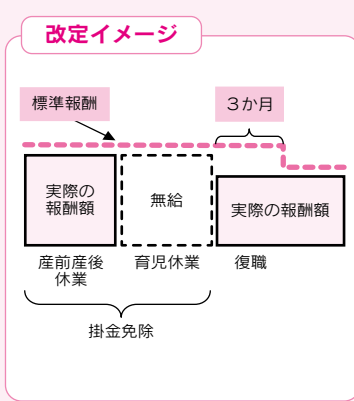 改定イメージ
標準報酬
３か月
実際の
報酬額
無給
実際の報酬額
産前産後
休業
育児休業
復職
掛金免除